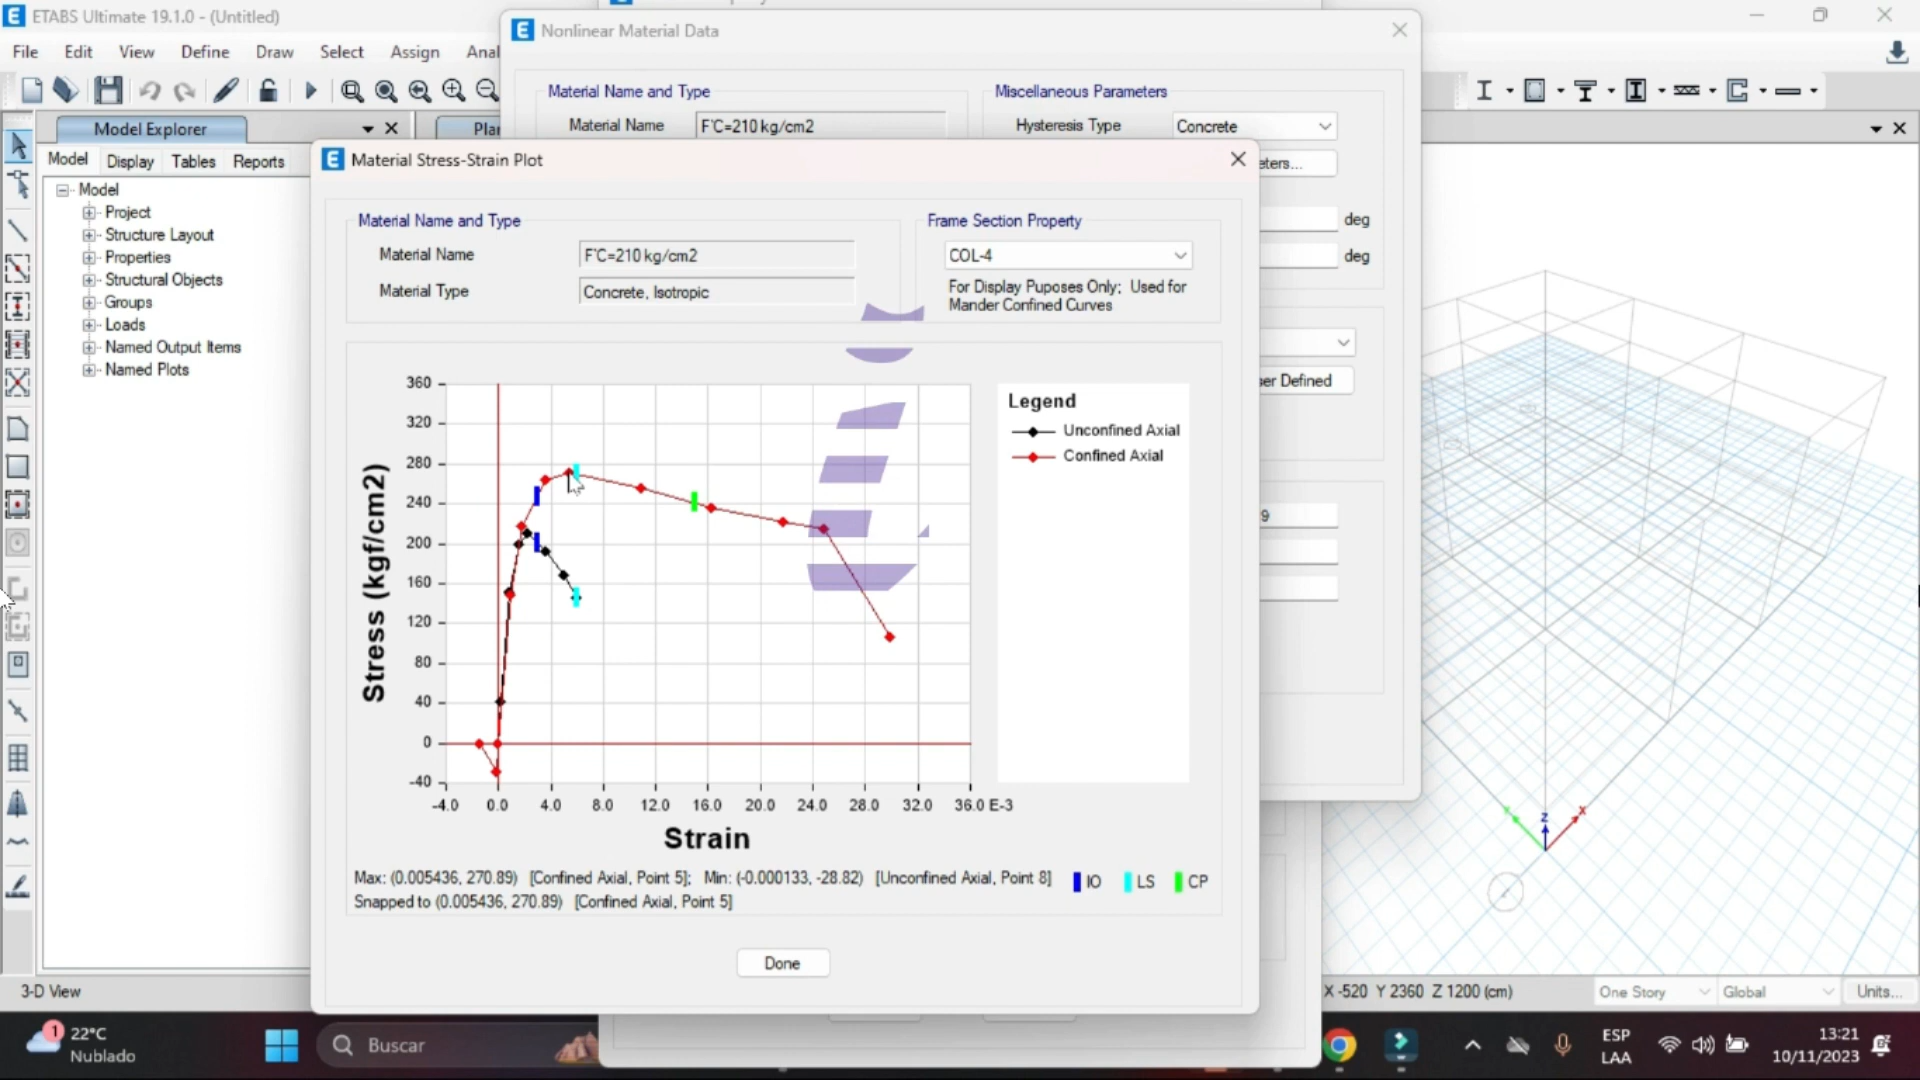 ETABS Ultimate 19.1.0 - (Untitled)
File Edit View Define Draw Select Assign Anal
Model Explorer
Plan
Model Display Tables Reports
Model
Project
Structure Layout
Properties
Structural Objects
Groups
Loads
Named Output Items
Named Plots
Nonlinear Material Data
Material Name and Type
Material Name F'C=210 kg/cm2
Miscellaneous Parameters
Hysteresis Type Concrete
eters...
deg
deg
ser Defined
9
Material Stress-Strain Plot
Material Name and Type
Material Name F'C=210 kg/cm2
Material Type Concrete, Isotropic
Frame Section Property
COL-4
For Display Puposes Only; Used for
Mander Confined Curves
360
320
280
240
200
160
120
80
40
0
-40
Stress (kgf/cm2)
-4.0 0.0 4.0 8.0 12.0 16.0 20.0 24.0 28.0 32.0 36.0 E-3
Strain
Legend
Unconfined Axial
Confined Axial
Max: (0.005436, 270.89) [Confined Axial, Point 5]; Min: (-0.000133, -28.82) [Unconfined Axial, Point 8]
IO LS CP
Snapped to (0.005436, 270.89) [Confined Axial, Point 5]
Done
Z
X
3-D View
X -520 Y 2360 Z 1200 (cm)
One Story Global Units...
1
22°C
Nublado
Buscar
ESP
LAA
13:21
10/11/2023